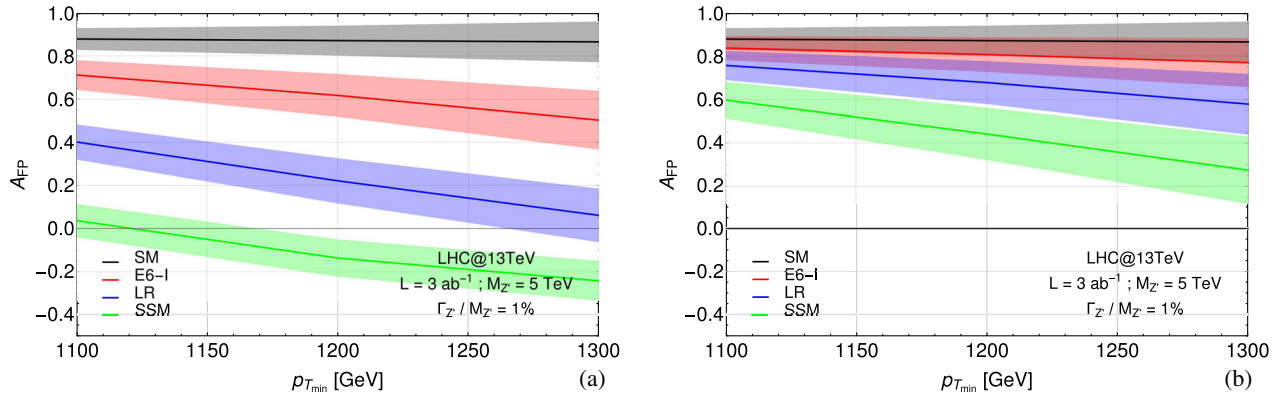 1.0
0.8
0.6
0.4
0.2
0.0
−0.2
−0.4
A_FP
SM
E6-I
LR
SSM
LHC@13TeV
L = 3 ab⁻¹ ; M_Z' = 5 TeV
Γ_Z' / M_Z' = 1%
1100 1150 1200 1250 1300
p_T_min [GeV]
(a)
1.0
0.8
0.6
0.4
0.2
0.0
−0.2
−0.4
A_FP
SM
E6-I
LR
SSM
LHC@13TeV
L = 3 ab⁻¹ ; M_Z' = 5 TeV
Γ_Z' / M_Z' = 1%
1100 1150 1200 1250 1300
p_T_min [GeV]
(b)